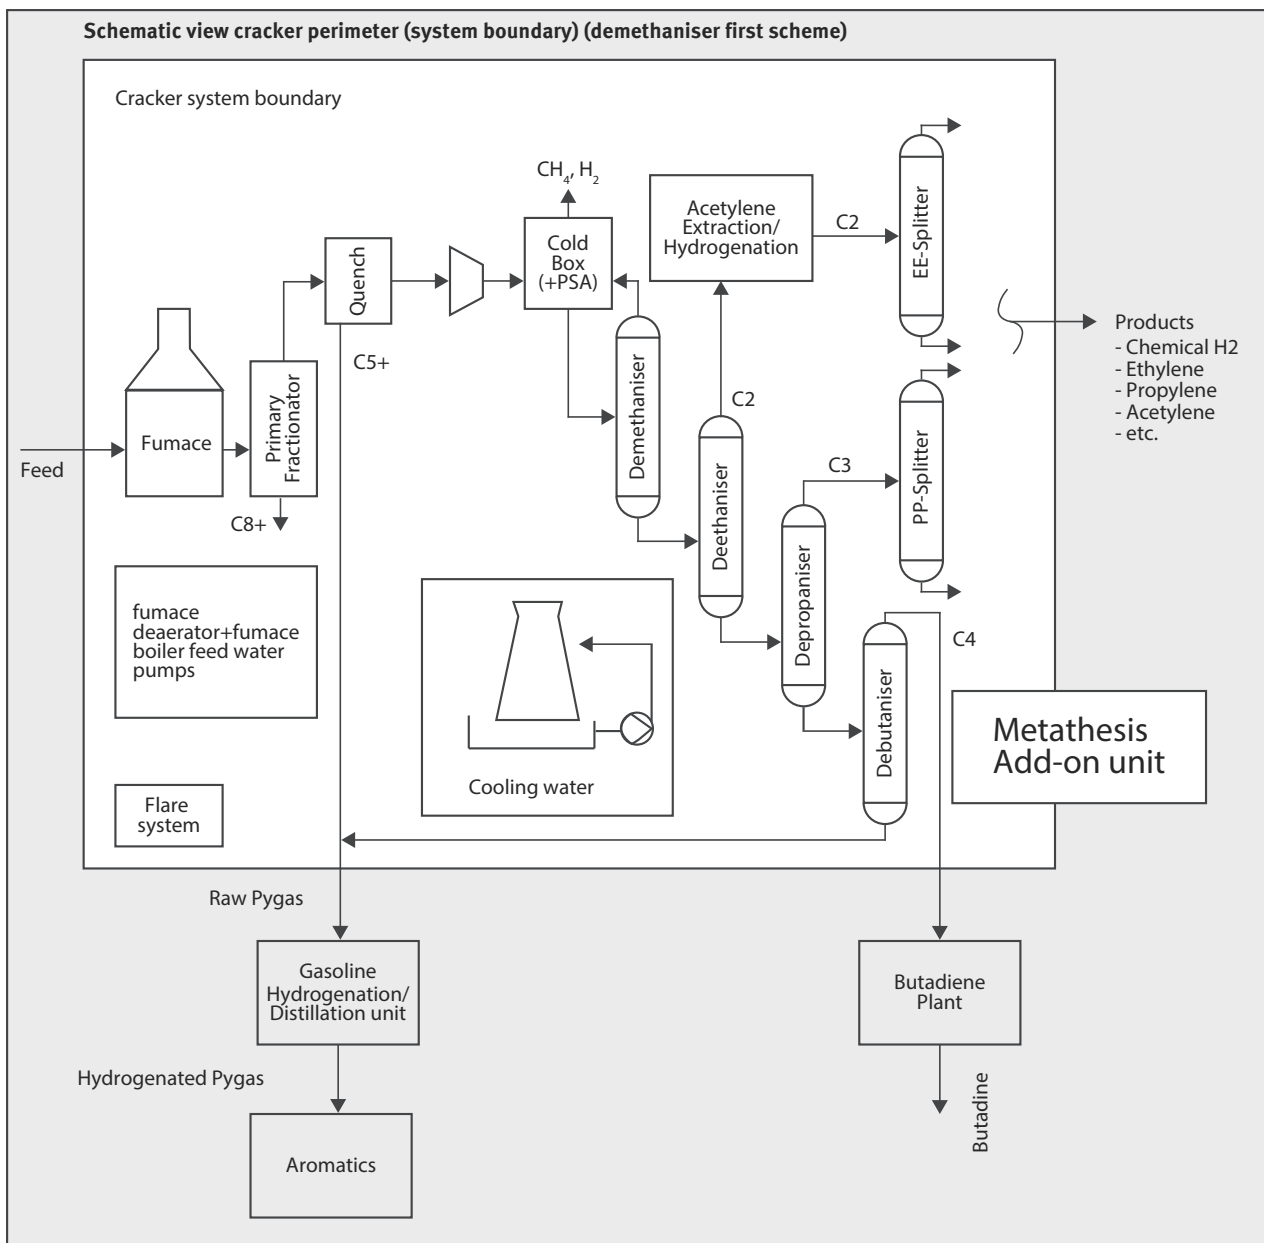 Schematic view cracker perimeter (system boundary) (demethaniser first scheme)
Cracker system boundary
CH₄, H₂
Cold
Box
(+PSA)
Acetylene
Extraction/
Hydrogenation
C2
EE-Splitter
Quench
C5+
Primary
Fractionator
Fumace
Feed
C8+
Demethaniser
C2
Deethaniser
C3
PP-Splitter
Depropaniser
Debutaniser
C4
Products
- Chemical H2
- Ethylene
- Propylene
- Acetylene
- etc.
fumace
deaerator+fumace
boiler feed water
pumps
Flare
system
Cooling water
Metathesis
Add-on unit
Raw Pygas
Gasoline
Hydrogenation/
Distillation unit
Hydrogenated Pygas
Aromatics
Butadiene
Plant
Butadine